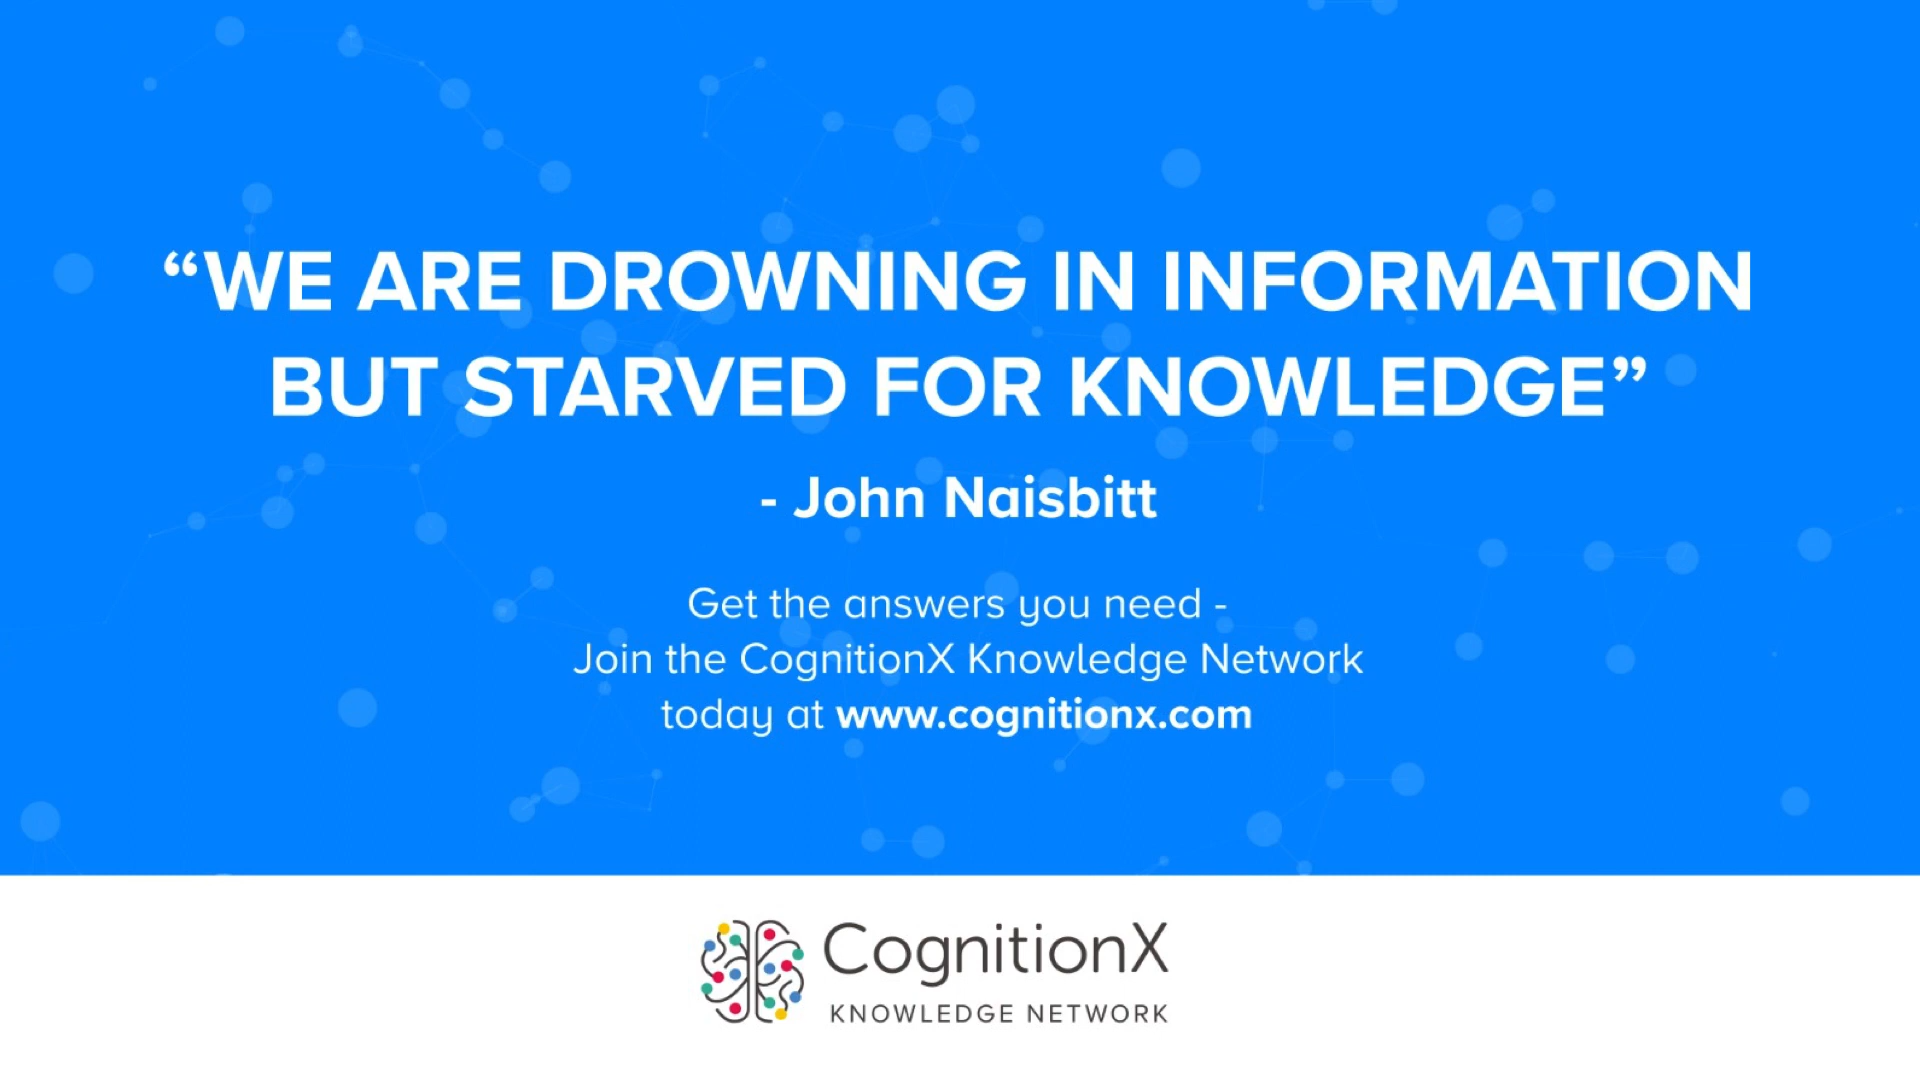 “WE ARE DROWNING IN INFORMATION
BUT STARVED FOR KNOWLEDGE”
- John Naisbitt
Get the answers you need -
Join the CognitionX Knowledge Network
today at www.cognitionx.com
CognitionX
KNOWLEDGE NETWORK